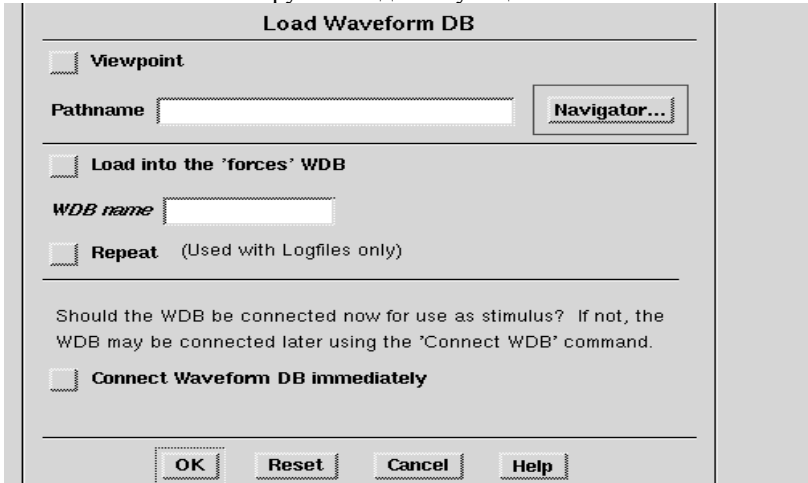 Load Waveform DB
Viewpoint
Pathname Navigator...
Load into the 'forces' WDB
WDB name
Repeat (Used with Logfiles only)
Should the WDB be connected now for use as stimulus? If not, the
WDB may be connected later using the 'Connect WDB' command.
Connect Waveform DB immediately
OK Reset Cancel Help